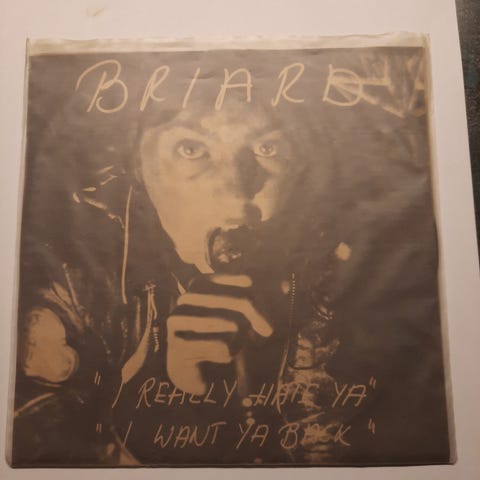 BRIARD
" I REALLY HATE YA "
" I WANT YA BACK "